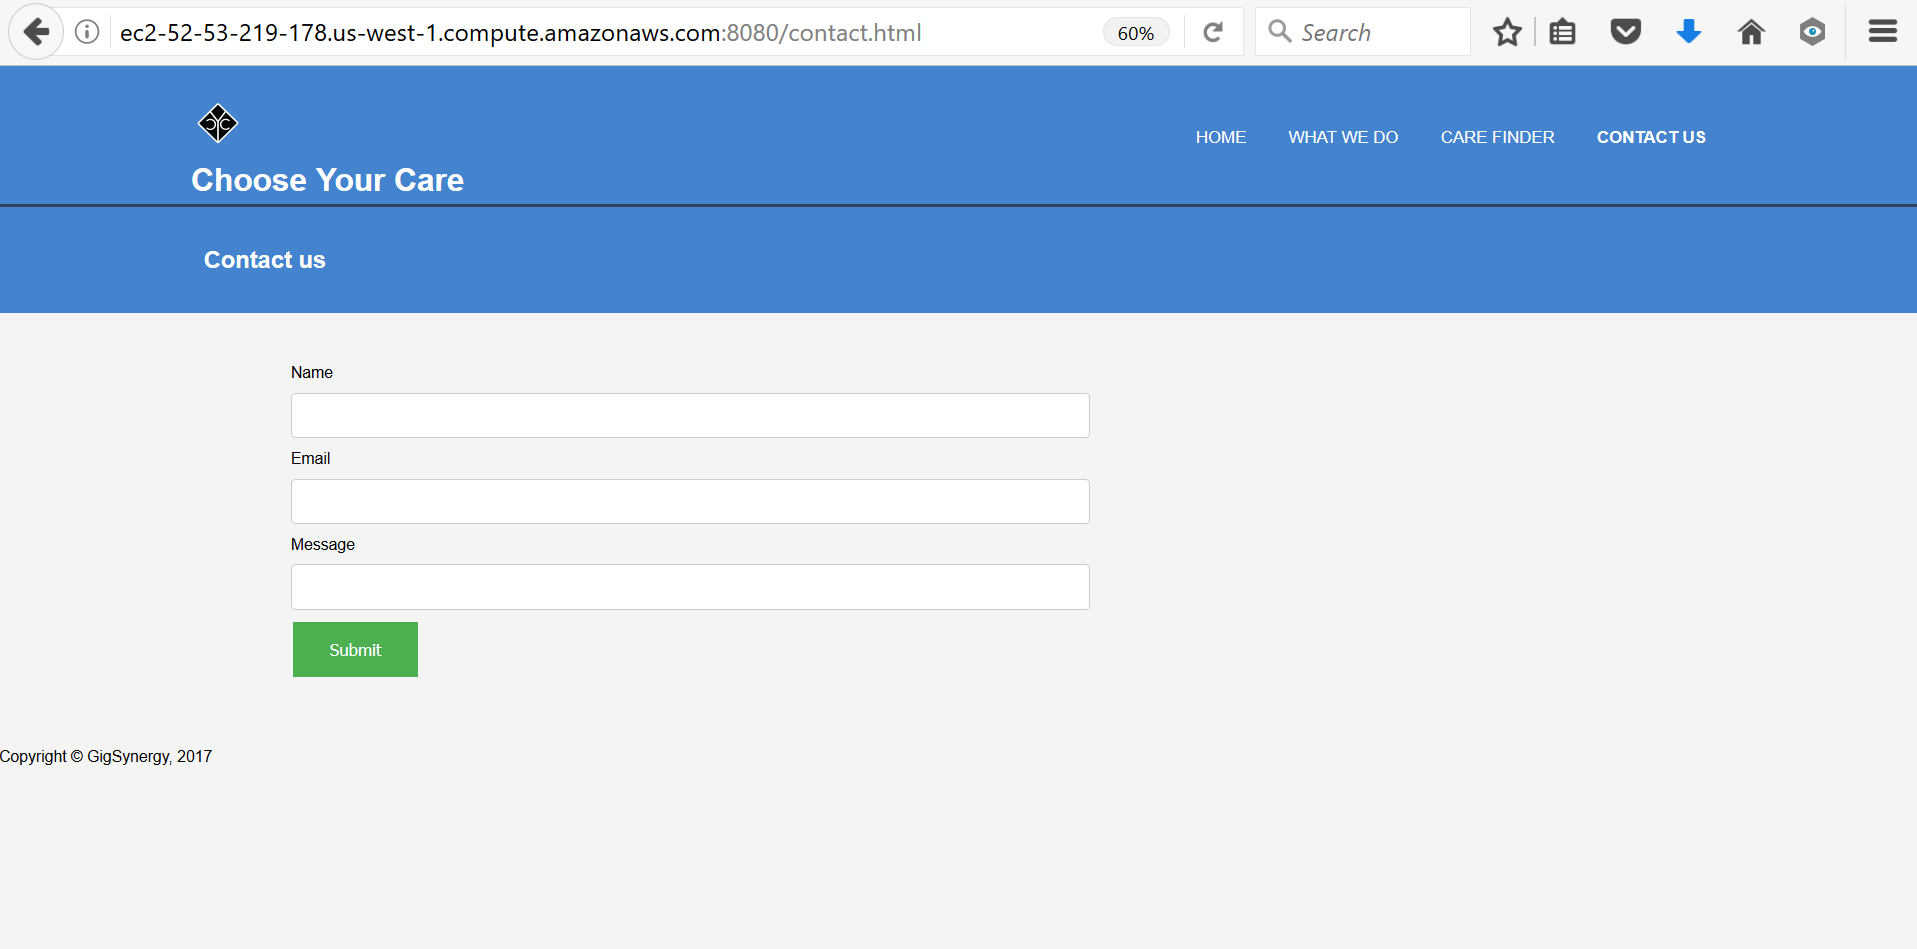 ec2-52-53-219-178.us-west-1.compute.amazonaws.com:8080/contact.html 60% Search
HOME WHAT WE DO CARE FINDER CONTACT US
Choose Your Care
Contact us
Name
Email
Message
Submit
Copyright © GigSynergy, 2017